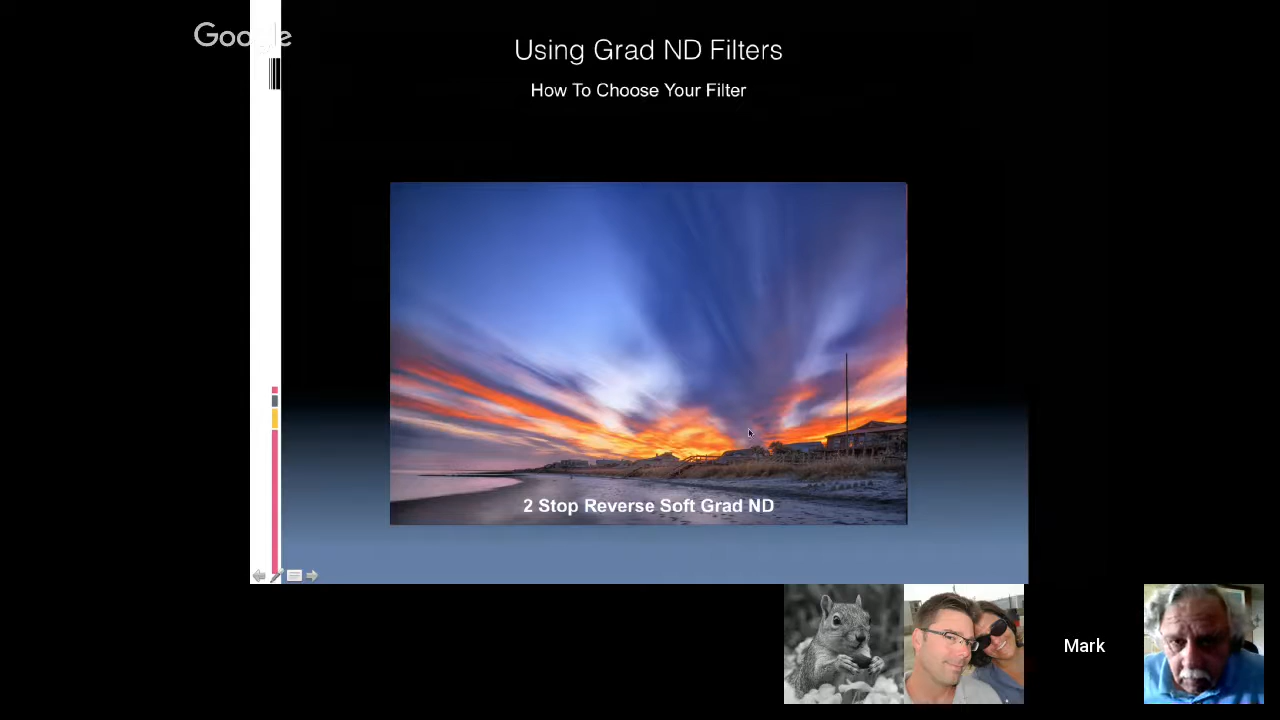 Google
Using Grad ND Filters
How To Choose Your Filter
2 Stop Reverse Soft Grad ND
Mark